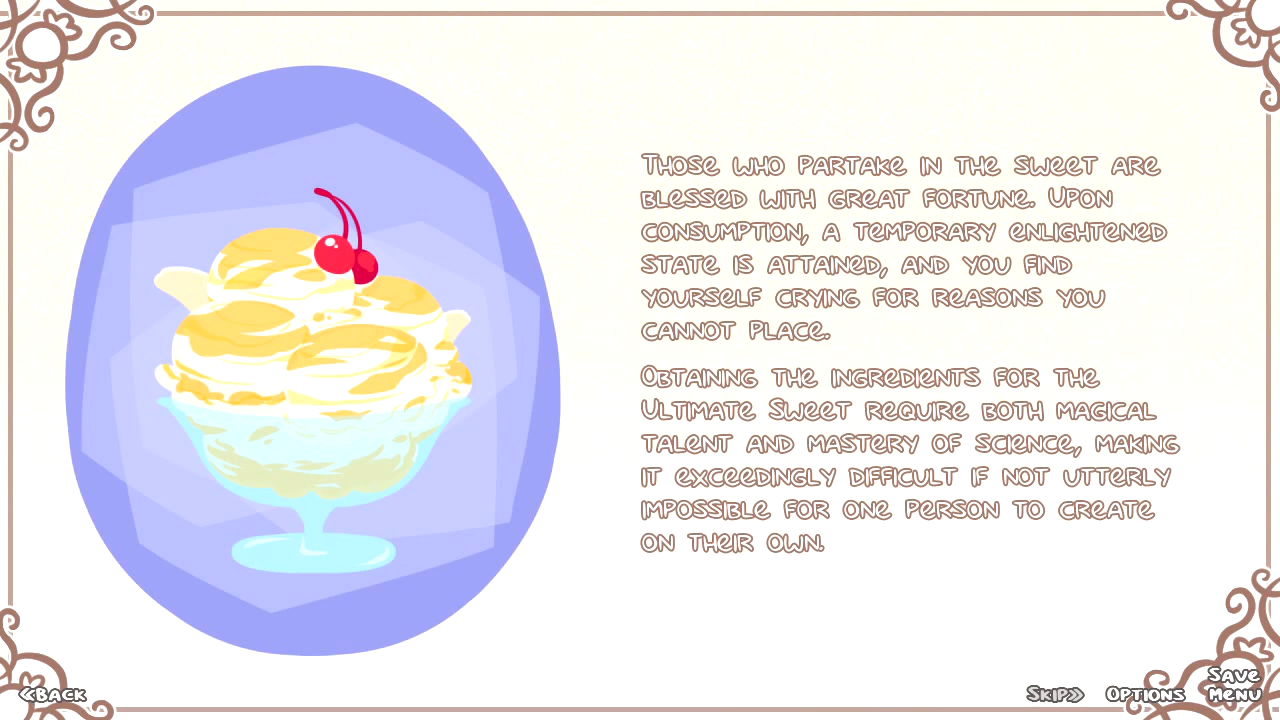 Those who partake in the sweet are
blessed with great fortune. Upon
consumption, a temporary enlightened
state is attained, and you find
yourself crying for reasons you
cannot place.
Obtaining the ingredients for the
Ultimate Sweet require both magical
talent and mastery of science, making
it exceedingly difficult if not utterly
impossible for one person to create
on their own.
«Back
Skip»
Options
Save
Menu